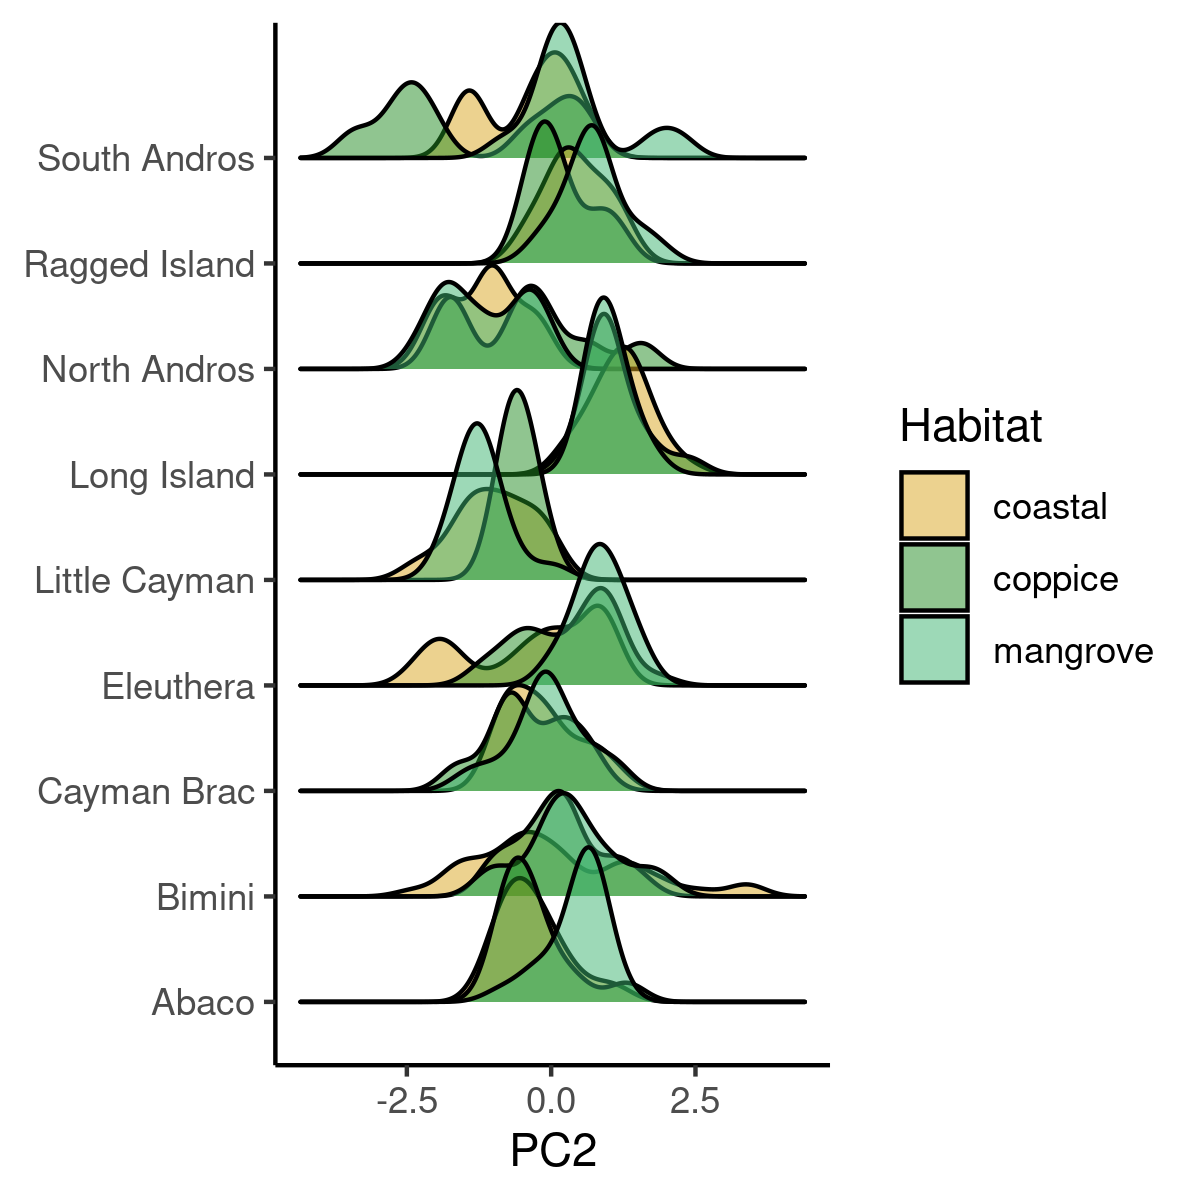 South Andros
Ragged Island
North Andros
Long Island
Little Cayman
Eleuthera
Cayman Brac
Bimini
Abaco
-2.5 0.0 2.5
PC2
Habitat
coastal
coppice
mangrove